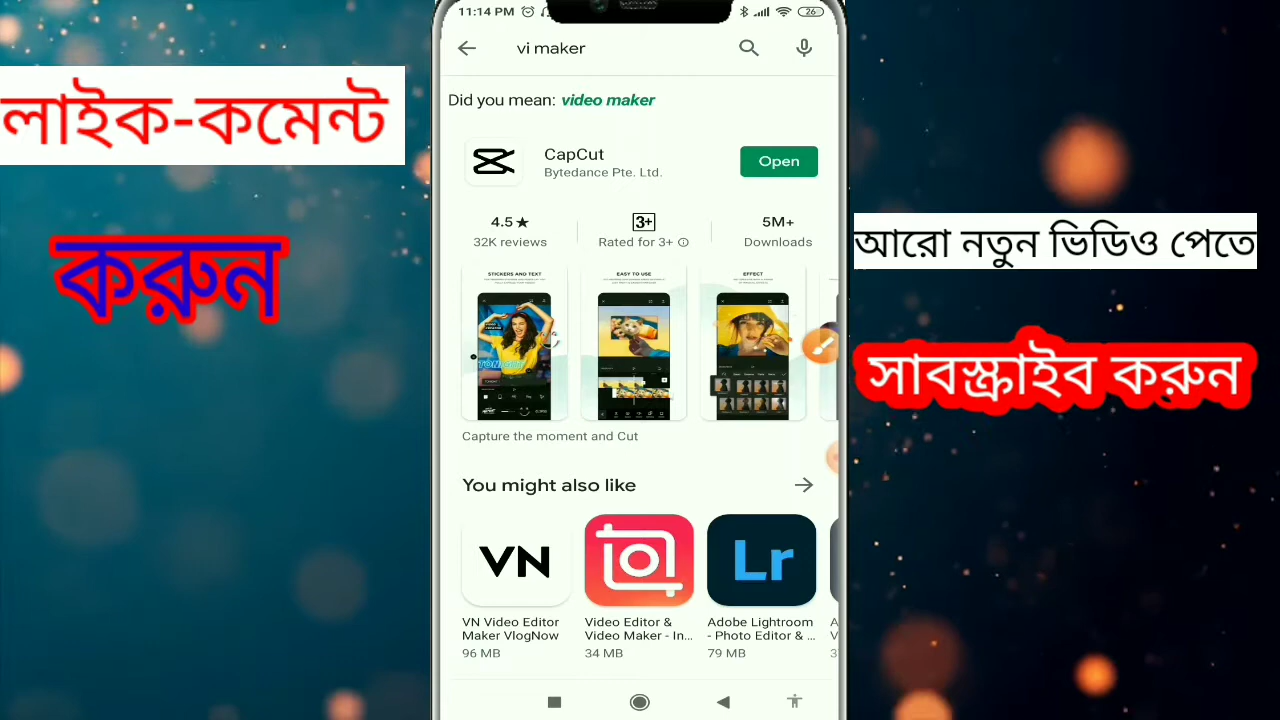 11:14 PM
26
vi maker
Did you mean: video maker
লাইক-কমেন্ট
করুন
CapCut
Bytedance Pte. Ltd.
Open
4.5★
32K reviews
3+
Rated for 3+
5M+
Downloads
আরো নতুন ভিডিও পেতে
সাবস্ক্রাইব করুন
STICKERS AND TEXT
EASY TO USE
EFFECT
Capture the moment and Cut
You might also like
VN
Lr
VN Video Editor
Maker VlogNow
96 MB
Video Editor &
Video Maker - In...
34 MB
Adobe Lightroom
- Photo Editor & ...
79 MB